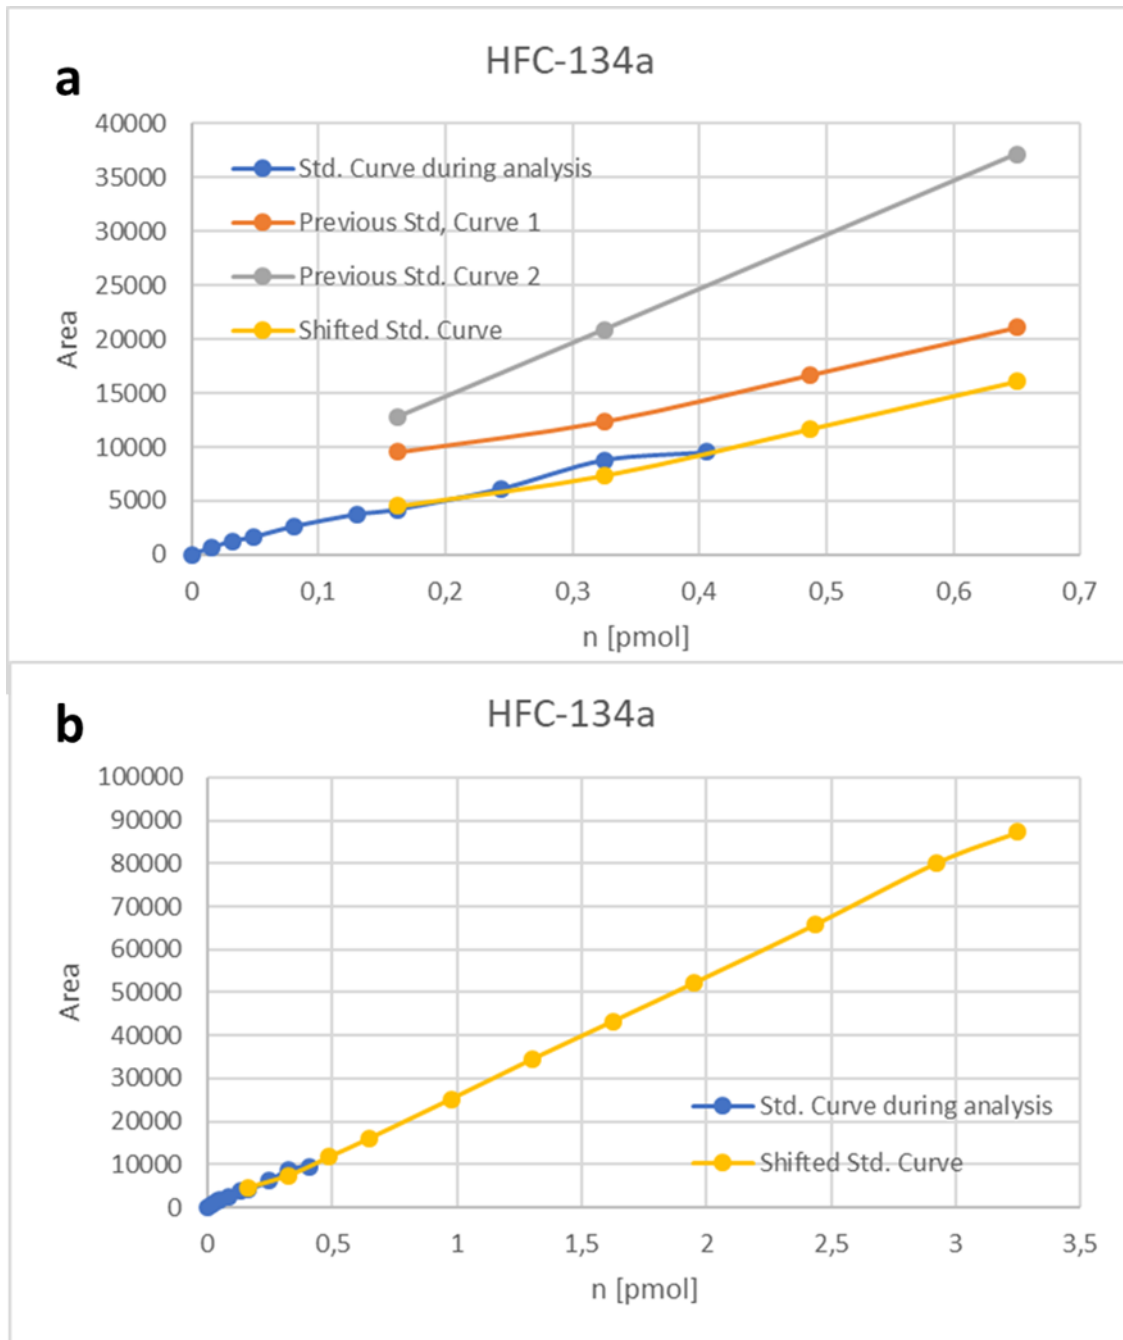 a
HFC-134a
40000
35000
30000
25000
20000
15000
10000
5000
0
Area
Std. Curve during analysis
Previous Std, Curve 1
Previous Std. Curve 2
Shifted Std. Curve
0 0,1 0,2 0,3 0,4 0,5 0,6 0,7
n [pmol]
b
HFC-134a
100000
90000
80000
70000
60000
50000
40000
30000
20000
10000
0
Area
Std. Curve during analysis
Shifted Std. Curve
0 0,5 1 1,5 2 2,5 3 3,5
n [pmol]